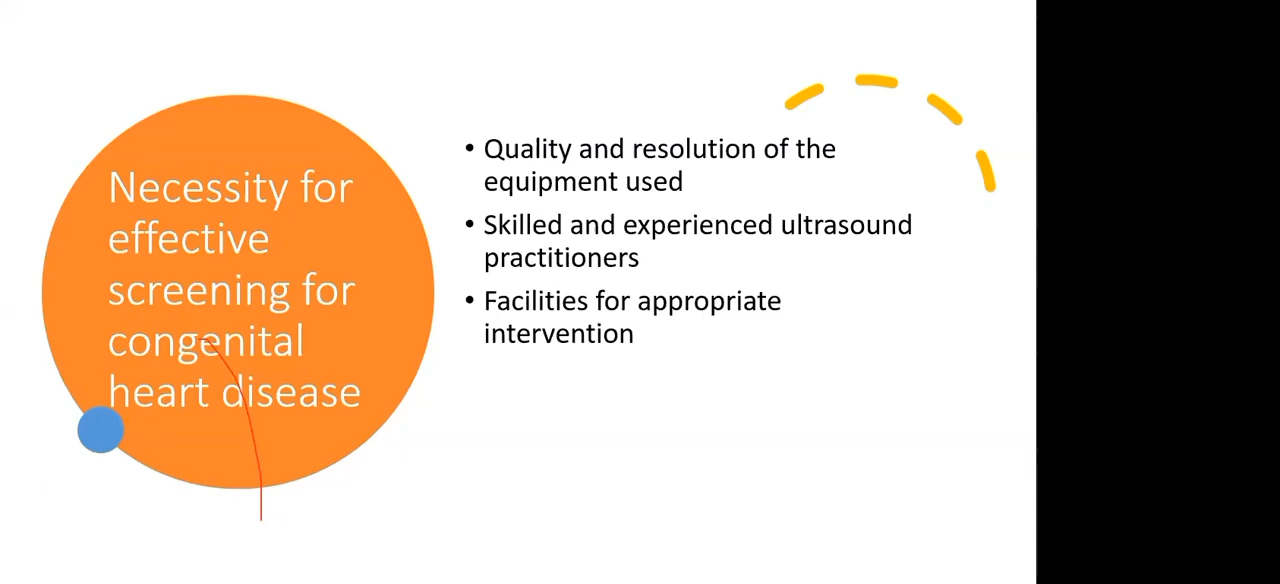 Necessity for
effective
screening for
congenital
heart disease
• Quality and resolution of the
equipment used
• Skilled and experienced ultrasound
practitioners
• Facilities for appropriate
intervention